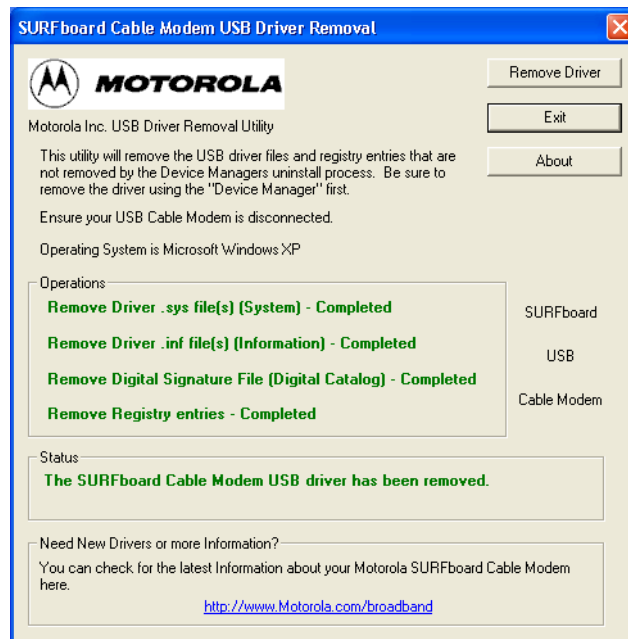 SURFboard Cable Modem USB Driver Removal
MOTOROLA
Remove Driver
Exit
About
Motorola Inc. USB Driver Removal Utility
This utility will remove the USB driver files and registry entries that are
not removed by the Device Managers uninstall process. Be sure to
remove the driver using the "Device Manager" first.
Ensure your USB Cable Modem is disconnected.
Operating System is Microsoft Windows XP
Operations
Remove Driver .sys file(s) (System) - Completed
Remove Driver .inf file(s) (Information) - Completed
Remove Digital Signature File (Digital Catalog) - Completed
Remove Registry entries - Completed
SURFboard
USB
Cable Modem
Status
The SURFboard Cable Modem USB driver has been removed.
Need New Drivers or more Information?
You can check for the latest Information about your Motorola SURFboard Cable Modem
here.
http://www.Motorola.com/broadband